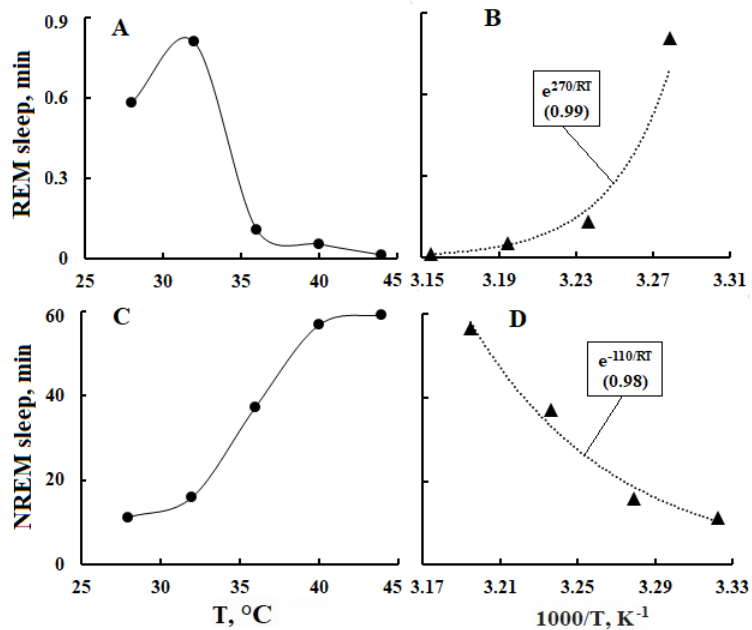 A
REM sleep, min
0.9
0.6
0.3
0
25 30 35 40 45
B
e270/RT
(0.99)
3.15 3.19 3.23 3.27 3.31
C
NREM sleep, min
60
40
20
0
25 30 35 40 45
T, °C
D
e-110/RT
(0.98)
3.17 3.21 3.25 3.29 3.33
1000/T, K-1